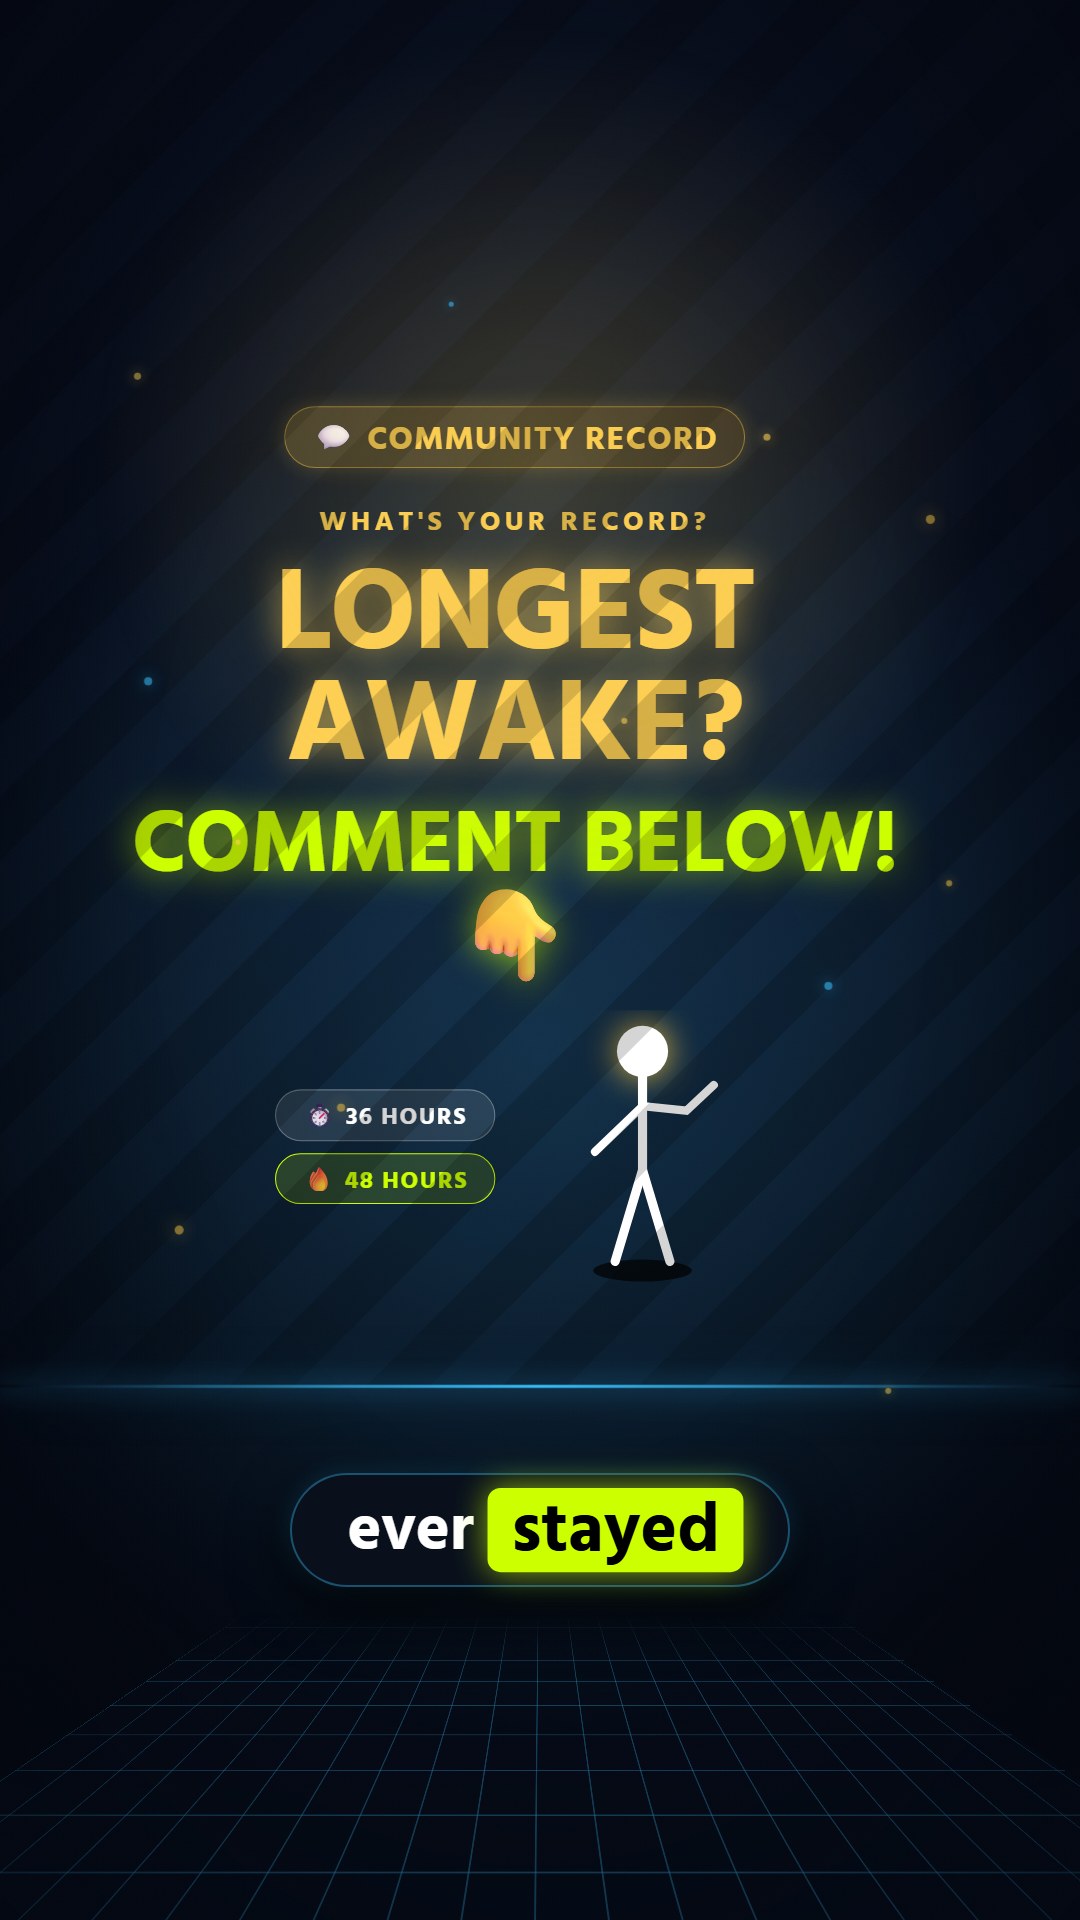 COMMUNITY RECORD
WHAT'S YOUR RECORD?
LONGEST
AWAKE?
COMMENT BELOW!
36 HOURS
48 HOURS
ever stayed